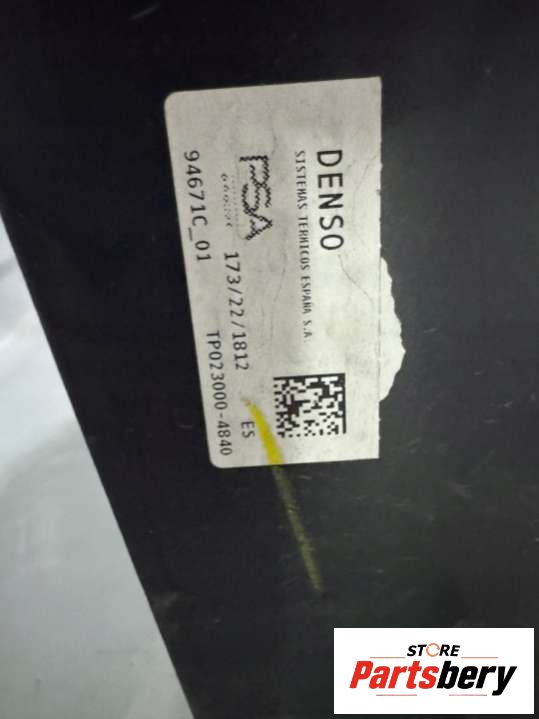 DENSO
SISTEMAS TERMICOS ESPAÑA S.A.
PSA
173/22/1812
ES
94671C_01
TP023000-4840
STORE
Partsbery